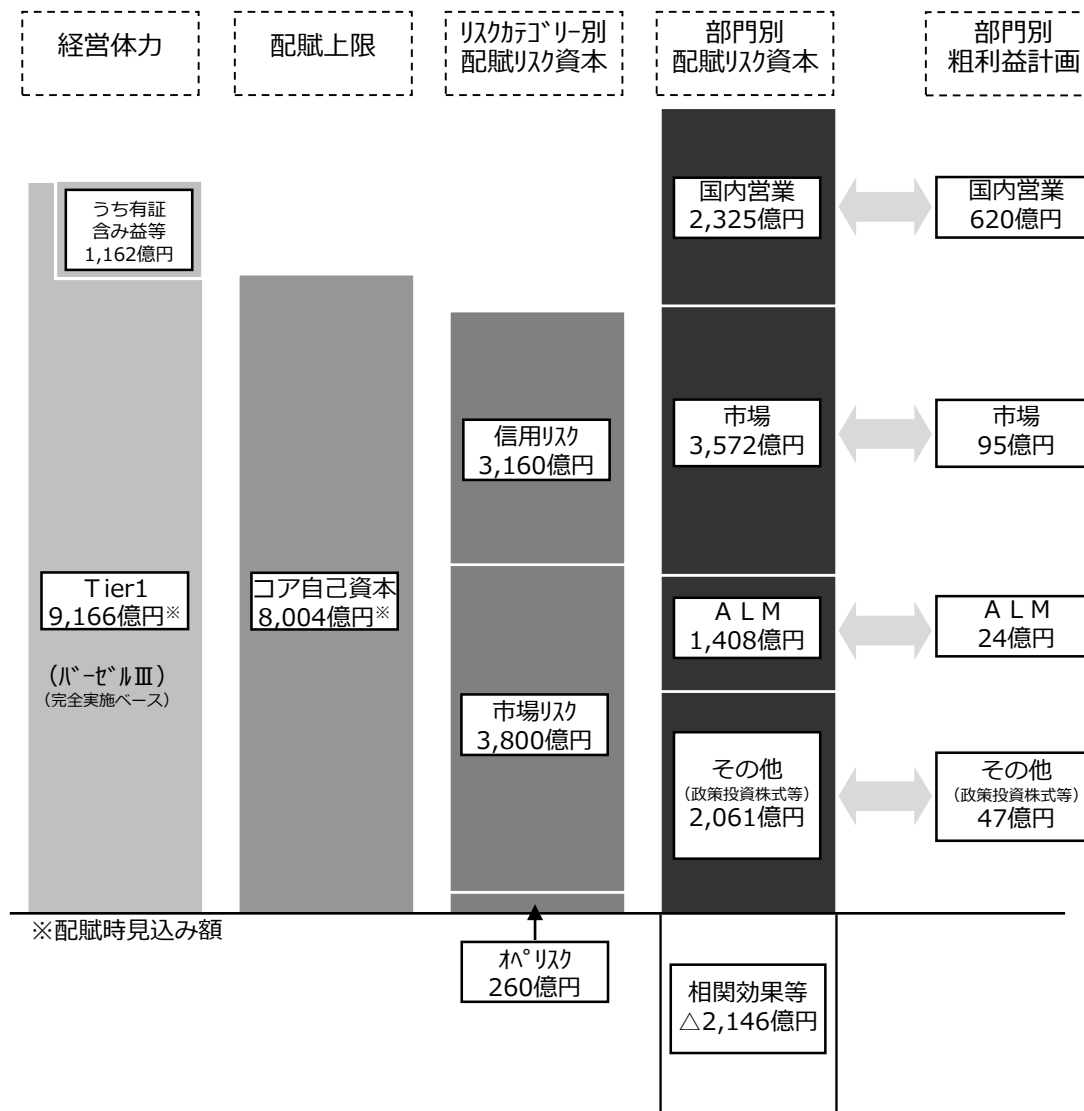 経営体力
配賦上限
ﾘｽｸｶﾃｺﾞﾘｰ別
配賦ﾘｽｸ資本
部門別
配賦ﾘｽｸ資本
部門別
粗利益計画
うち有証
含み益等
1,162億円
Tier1
9,166億円※
(ﾊﾞｰｾﾞﾙⅢ)
(完全実施ベース)
コア自己資本
8,004億円※
信用ﾘｽｸ
3,160億円
市場ﾘｽｸ
3,800億円
ｵﾍﾟﾘｽｸ
260億円
国内営業
2,325億円
市場
3,572億円
ＡＬＭ
1,408億円
その他
(政策投資株式等)
2,061億円
相関効果等
△2,146億円
国内営業
620億円
市場
95億円
ＡＬＭ
24億円
その他
(政策投資株式等)
47億円
※配賦時見込み額